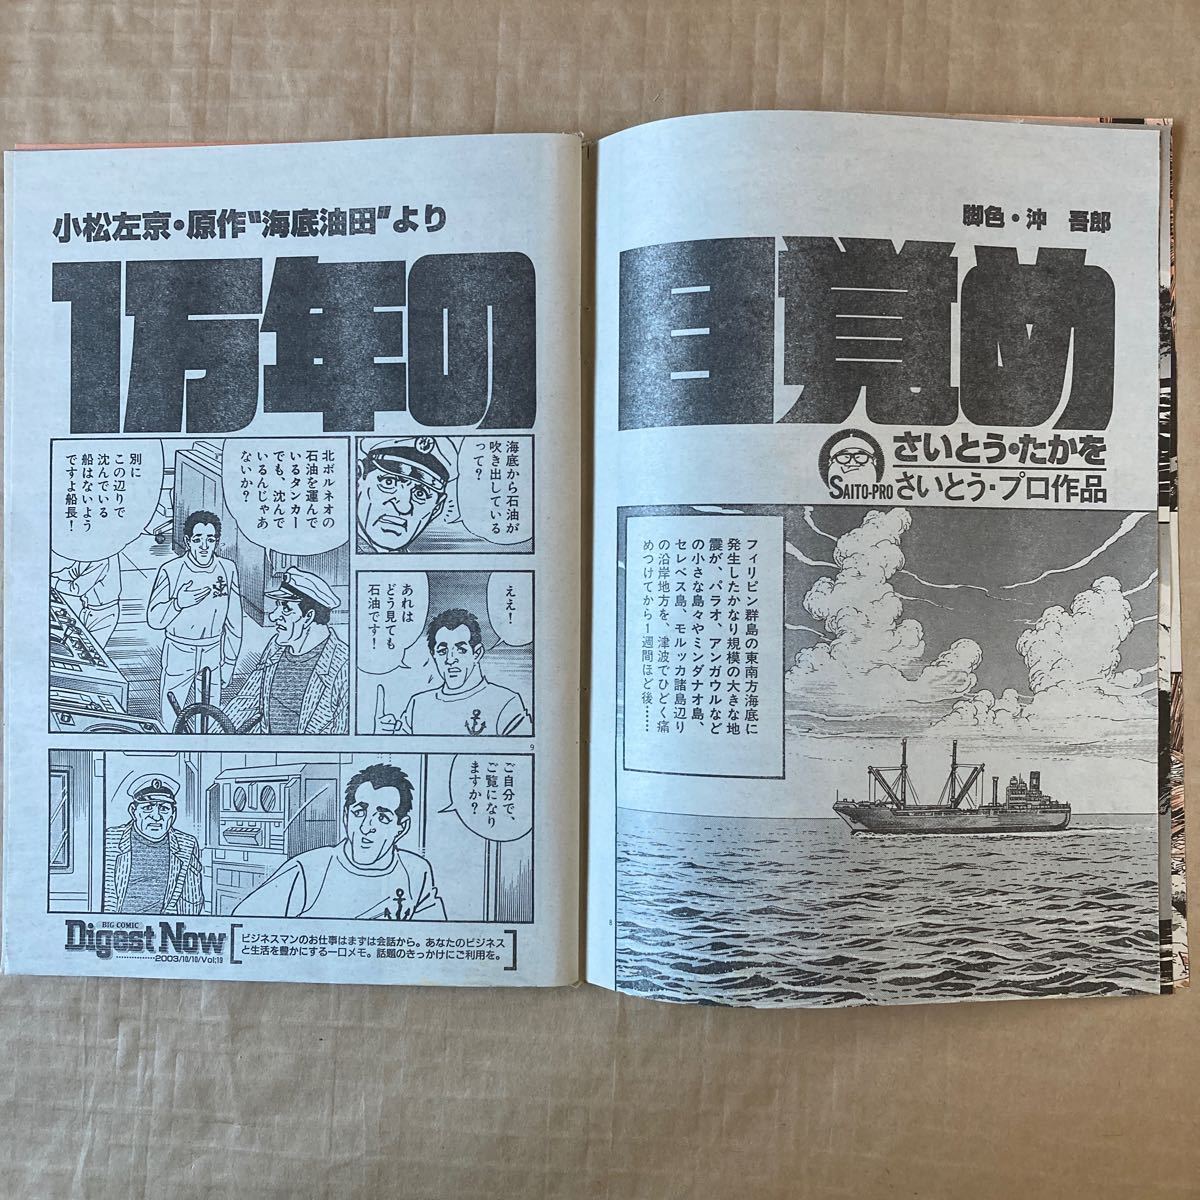 小松左京・原作“海底油田”より
脚色・沖　吾郎
1万年の目覚め
さいとう・たかを
SAITO-PRO さいとう・プロ作品
フィリピン群島の東南方海底に
発生したかなり規模の大きな地
震が、パラオ、アンガウルなど
の小さな島々やミンダナオ島、
セレベス島、モルッカ諸島辺り
の沿岸地方を、津波でひどく痛
めつけてから1週間ほど後……
8
海底から石油が
吹き出している
って？
ええ！
あれは
どう見ても
石油です！
北ボルネオの
石油を運んで
いるタンカー
でも、沈んで
いるんじゃあ
ないか？
別に
この辺りで
沈んでいる
船はないよう
ですよ船長！
ご自分で、
ご覧になり
ますか？
9
BIG COMIC
Digest Now
2003/10/10/Vol:19
ビジネスマンのお仕事はまずは会話から。あなたのビジネス
と生活を豊かにする一口メモ。話題のきっかけにご利用を。